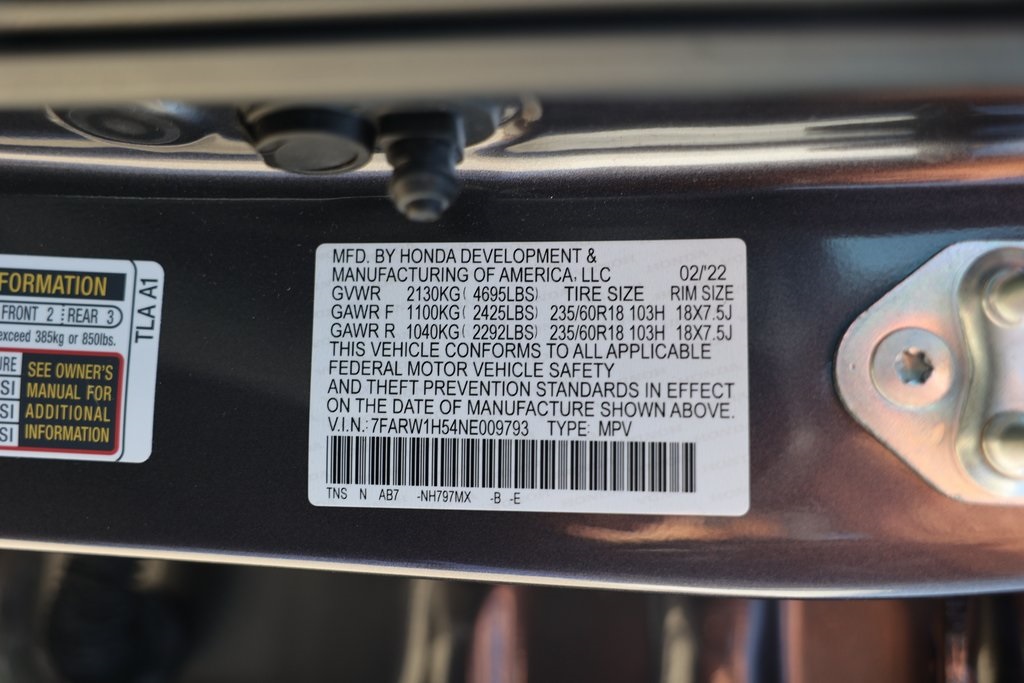 FORMATION
FRONT 2 REAR 3
exceed 385kg or 850lbs.
SEE OWNER'S
MANUAL FOR
ADDITIONAL
INFORMATION
TLA A1
MFD. BY HONDA DEVELOPMENT &
MANUFACTURING OF AMERICA, LLC 02/'22
GVWR 2130KG ( 4695LBS) TIRE SIZE RIM SIZE
GAWR F 1100KG ( 2425LBS) 235/60R18 103H 18X7.5J
GAWR R 1040KG ( 2292LBS) 235/60R18 103H 18X7.5J
THIS VEHICLE CONFORMS TO ALL APPLICABLE
FEDERAL MOTOR VEHICLE SAFETY
AND THEFT PREVENTION STANDARDS IN EFFECT
ON THE DATE OF MANUFACTURE SHOWN ABOVE.
V.I.N.: 7FARW1H54NE009793 TYPE: MPV
TNS N AB7 -NH797MX -B -E